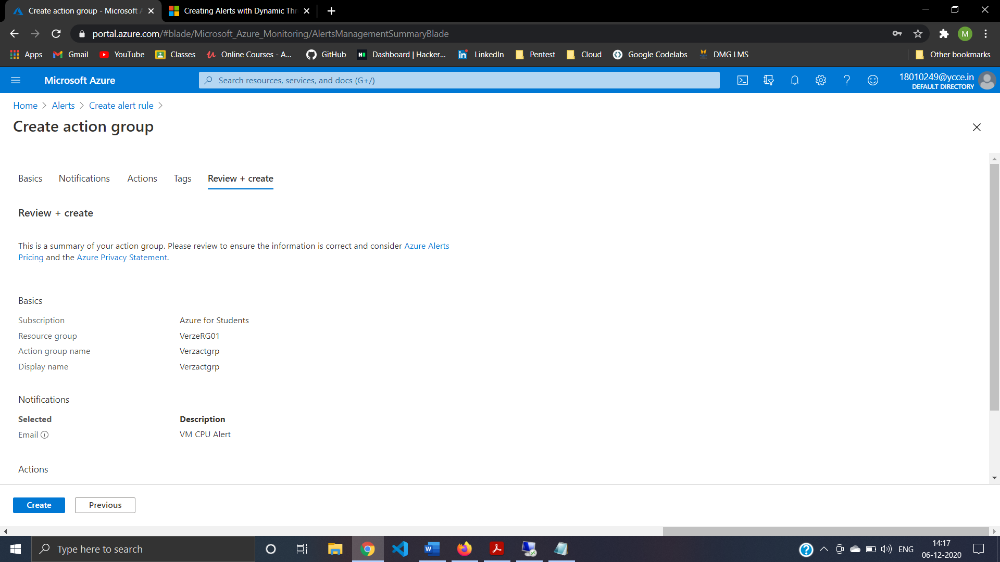 Create action group - Microsoft A
Creating Alerts with Dynamic Thr
portal.azure.com/#blade/Microsoft_Azure_Monitoring/AlertsManagementSummaryBlade
M
Apps
Gmail
YouTube
Classes
Online Courses - A...
GitHub
Dashboard | Hacker...
LinkedIn
Pentest
Cloud
Google Codelabs
DMG LMS
Other bookmarks
Microsoft Azure
Search resources, services, and docs (G+/)
18010249@ycce.in
DEFAULT DIRECTORY
Home > Alerts > Create alert rule >
Create action group
Basics
Notifications
Actions
Tags
Review + create
Review + create
This is a summary of your action group. Please review to ensure the information is correct and consider Azure Alerts
Pricing and the Azure Privacy Statement.
Basics
Subscription Azure for Students
Resource group VerzeRG01
Action group name Verzactgrp
Display name Verzactgrp
Notifications
Selected Description
Email VM CPU Alert
Actions
Create
Previous
Type here to search
ENG
14:17
06-12-2020